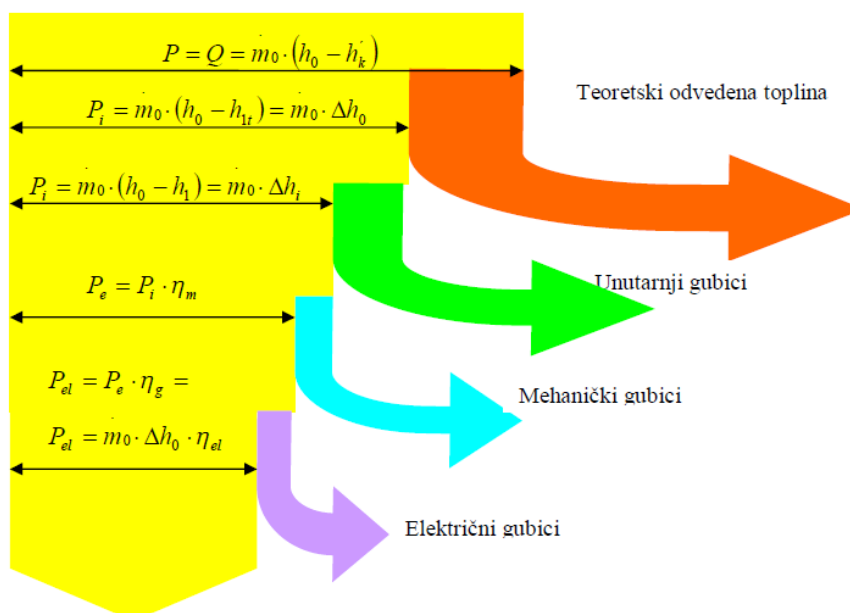 P = Q = ṁ₀ · (h₀ − h′ₖ)
Teoretski odvedena toplina
Pᵢ = ṁ₀ · (h₀ − h₁ₜ) = ṁ₀ · Δh₀
Pᵢ = ṁ₀ · (h₀ − h₁) = ṁ₀ · Δhᵢ
Unutarnji gubici
Pₑ = Pᵢ · ηₘ
Pₑₗ = Pₑ · η_g =
Mehanički gubici
Pₑₗ = ṁ₀ · Δh₀ · ηₑₗ
Električni gubici